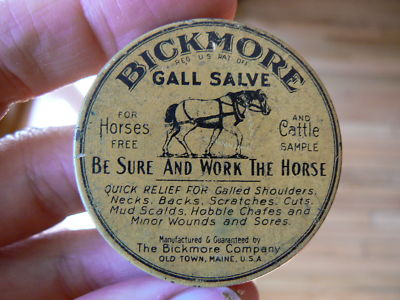 BICKMORE
REG. U.S. PAT. OFF.
GALL SALVE
FOR Horses FREE
AND Cattle SAMPLE
BE SURE AND WORK THE HORSE
QUICK RELIEF FOR Galled Shoulders,
Necks, Backs, Scratches, Cuts,
Mud Scalds, Hobble Chafes and
Minor Wounds and Sores.
Manufactured & Guaranteed by
The Bickmore Company
OLD TOWN, MAINE, U.S.A.